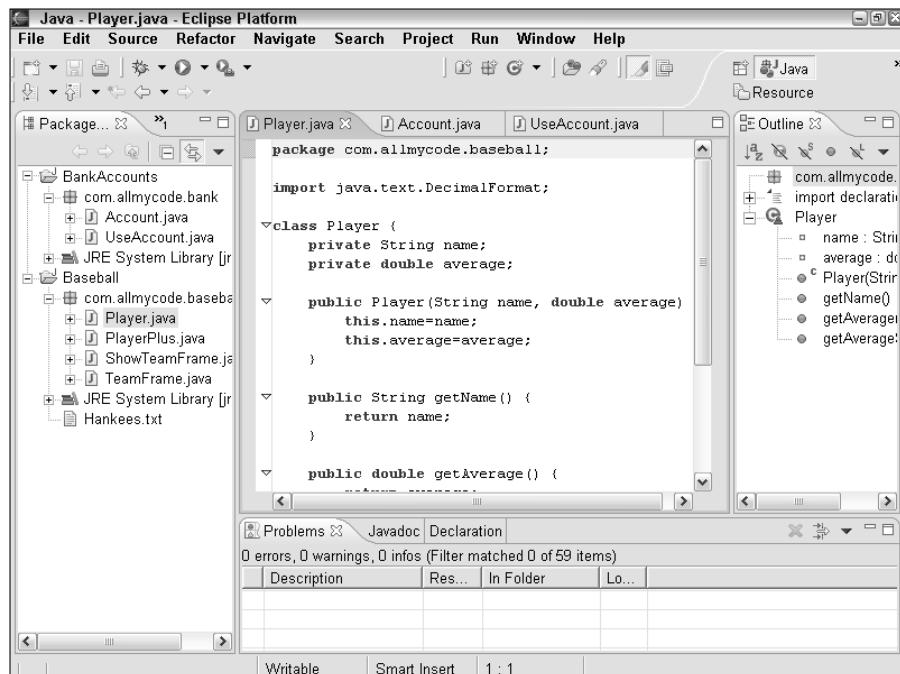 Java - Player.java - Eclipse Platform
File Edit Source Refactor Navigate Search Project Run Window Help
Java
Resource
Package...
1
BankAccounts
com.allmycode.bank
Account.java
UseAccount.java
JRE System Library [jr
Baseball
com.allmycode.baseba
Player.java
PlayerPlus.java
ShowTeamFrame.ja
TeamFrame.java
JRE System Library [jr
Hankees.txt
Player.java Account.java UseAccount.java
package com.allmycode.baseball;
import java.text.DecimalFormat;
class Player {
private String name;
private double average;
public Player(String name, double average)
this.name=name;
this.average=average;
}
public String getName() {
return name;
}
public double getAverage() {
Outline
com.allmycode.
import declarati
Player
name : Strin
average : do
Player(Strin
getName()
getAverage
getAverageS
Problems Javadoc Declaration
0 errors, 0 warnings, 0 infos (Filter matched 0 of 59 items)
Description Res... In Folder Lo...
Writable Smart Insert 1 : 1